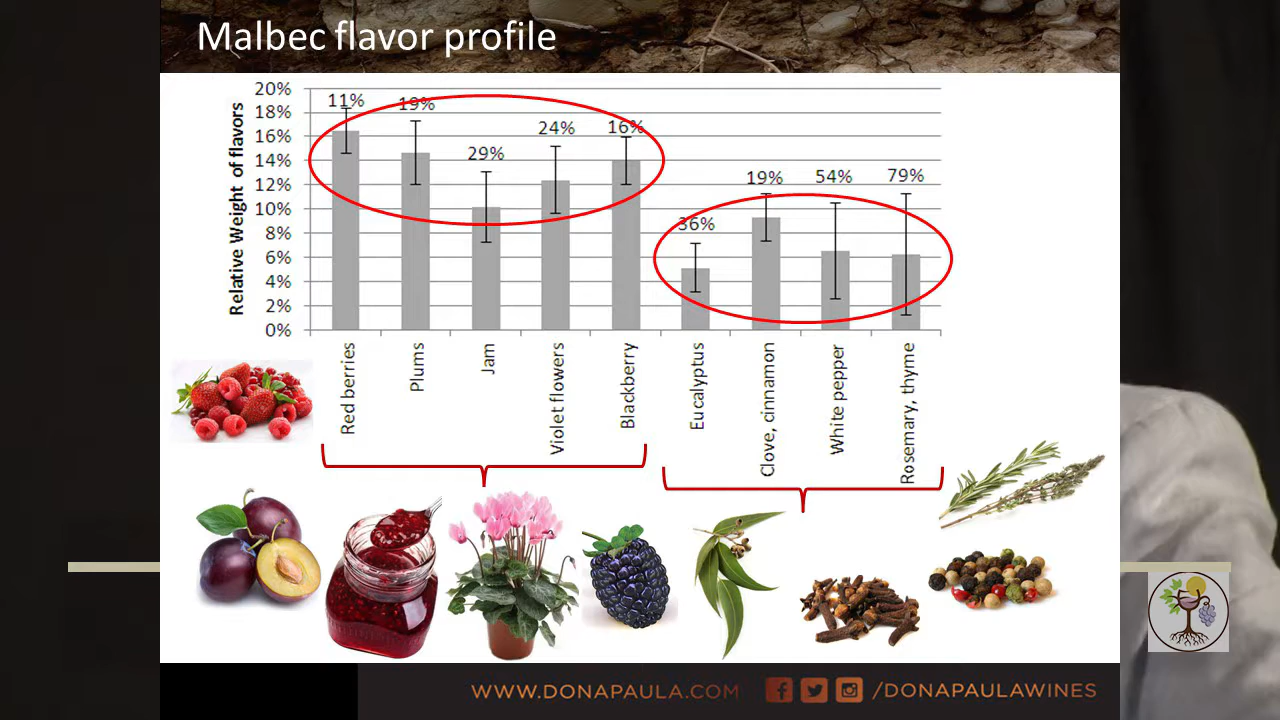 Malbec flavor profile
Relative Weight of flavors
20%
18%
16%
14%
12%
10%
8%
6%
4%
2%
0%
11%
19%
29%
24%
16%
36%
19%
54%
79%
Red berries
Plums
Jam
Violet flowers
Blackberry
Eucalyptus
Clove, cinnamon
White pepper
Rosemary, thyme
WWW.DONAPAULA.COM
/DONAPAULAWINES